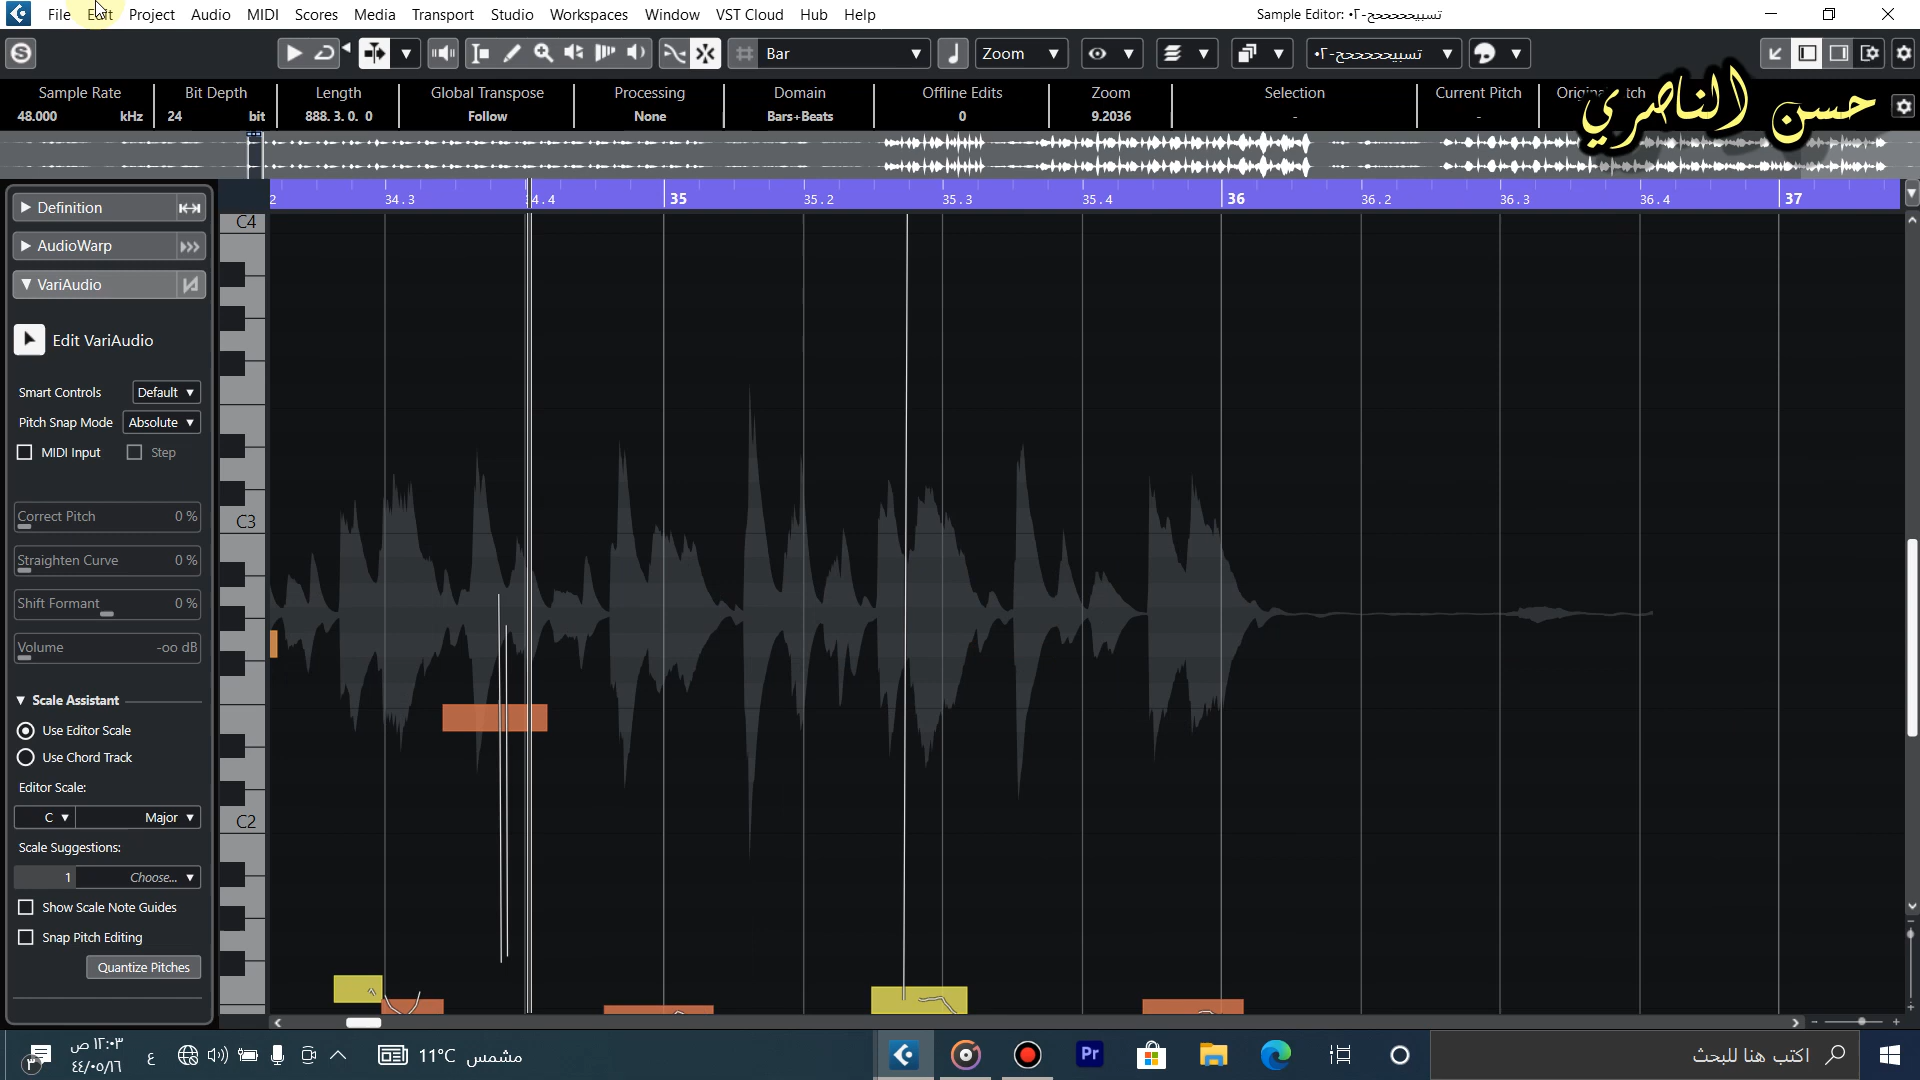 File Edit Project Audio MIDI Scores Media Transport Studio Workspaces Window VST Cloud Hub Help
Sample Editor: تسبيحححححح-٠٢
Bar
Zoom
تسبيحححححح-٠٢
Sample Rate Bit Depth Length Global Transpose Processing Domain Offline Edits Zoom Selection Current Pitch
48.000 kHz 24 bit 888. 3. 0. 0 Follow None Bars+Beats 0 9.2036 - -
حسن الناصري
Definition
AudioWarp
VariAudio
Edit VariAudio
Smart Controls Default
Pitch Snap Mode Absolute
MIDI Input Step
Correct Pitch 0 %
Straighten Curve 0 %
Shift Formant 0 %
Volume -oo dB
Scale Assistant
Use Editor Scale
Use Chord Track
Editor Scale:
C Major
Scale Suggestions:
1 Choose...
Show Scale Note Guides
Snap Pitch Editing
Quantize Pitches
2 34.3 34.4 35 35.2 35.3 35.4 36 36.2 36.3 36.4 37
C4
C3
C2
١٢:٠٣ ص
٤٤/٠٥/١٦
٣
ع
11°C مشمس
Pr
اكتب هنا للبحث